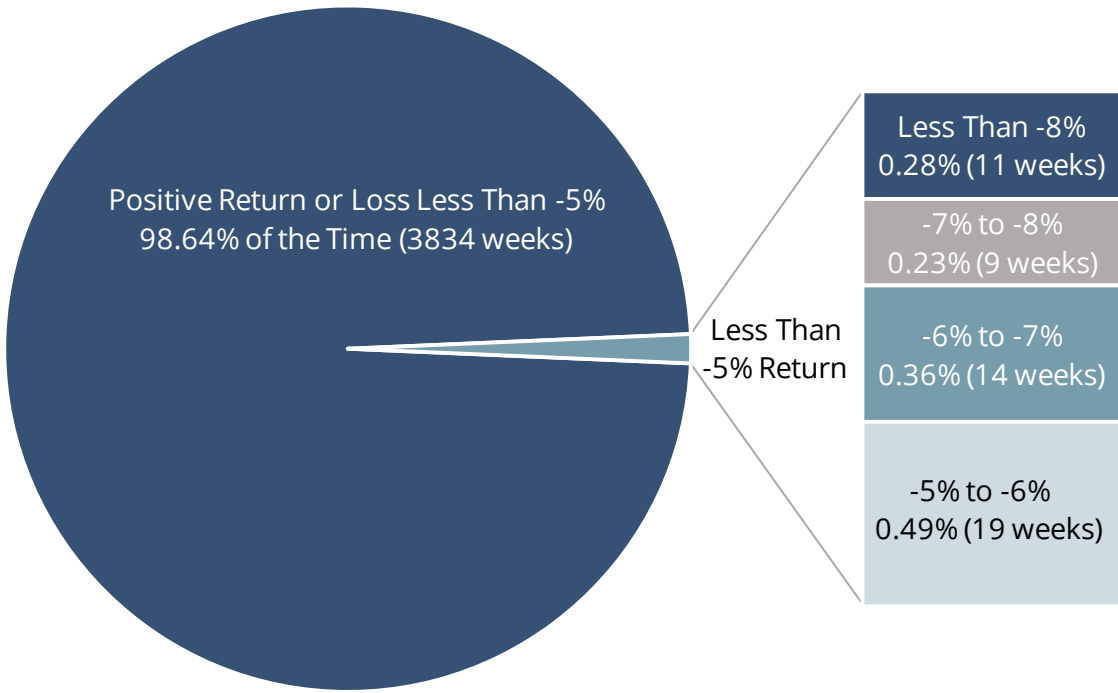 Positive Return or Loss Less Than -5%
98.64% of the Time (3834 weeks)
Less Than
-5% Return
Less Than -8%
0.28% (11 weeks)
-7% to -8%
0.23% (9 weeks)
-6% to -7%
0.36% (14 weeks)
-5% to -6%
0.49% (19 weeks)